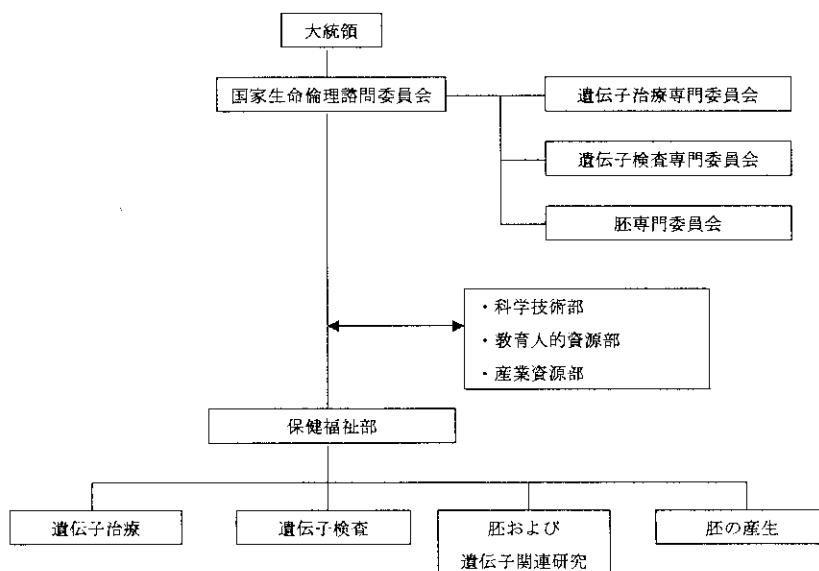 大統領
国家生命倫理諮問委員会
遺伝子治療専門委員会
遺伝子検査専門委員会
胚専門委員会
・科学技術部
・教育人的資源部
・産業資源部
保健福祉部
遺伝子治療
遺伝子検査
胚および
遺伝子関連研究
胚の産生